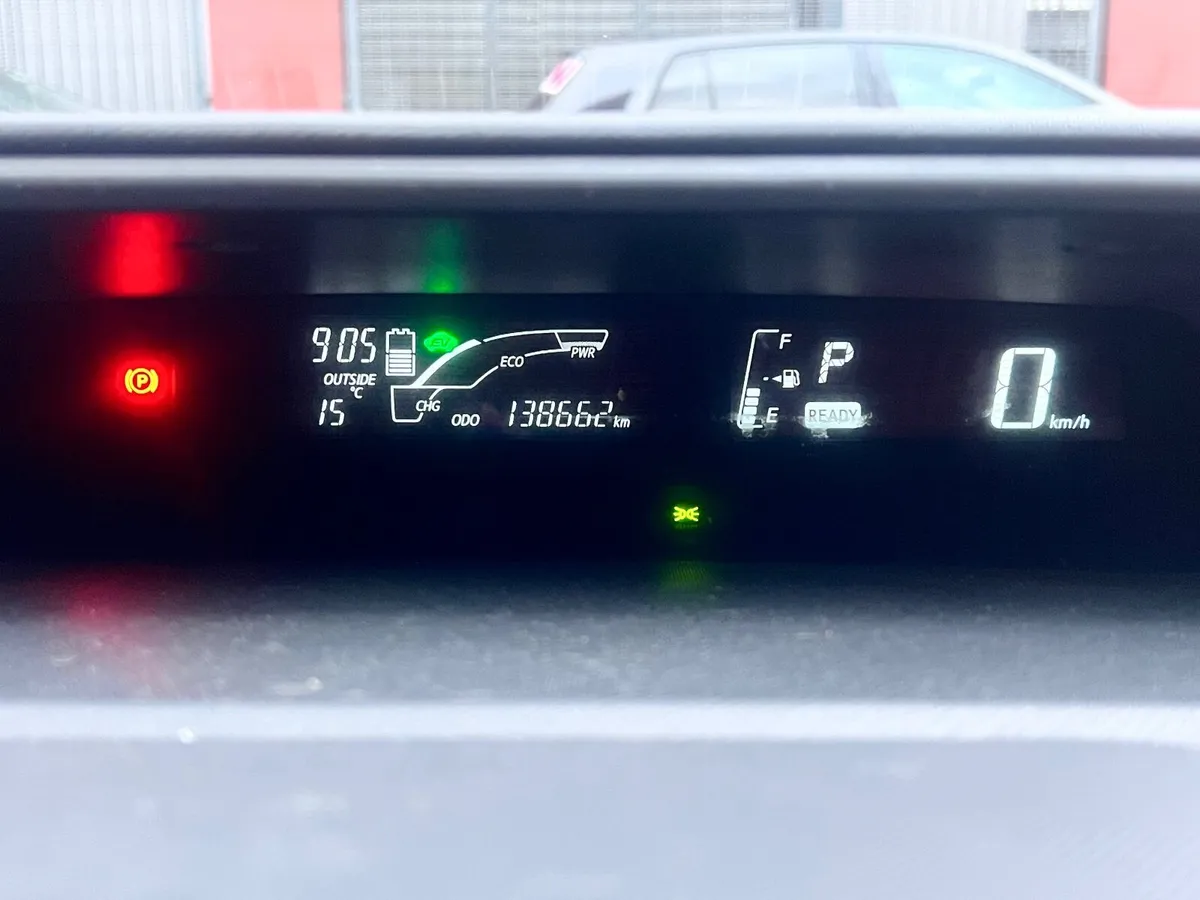 905
EV
F
P
PWR
ECO
P
OUTSIDE
°C
0
15
CHG
ODO
138662 km
E
READY
km/h